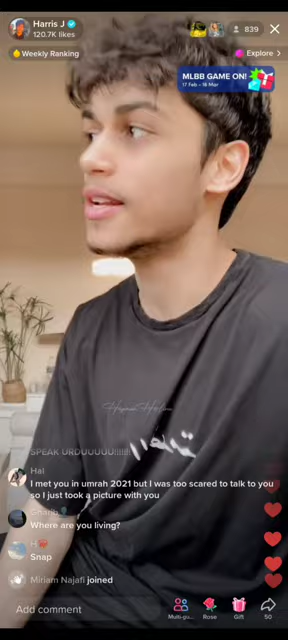 Harris J
120.7K likes
839
Weekly Ranking
Explore >
MLBB GAME ON!
17 Feb - 18 Mar
SPEAK URDUUUUU!!!!!!
Hai
I met you in umrah 2021 but I was too scared to talk to you
so I just took a picture with you
Where are you living?
H
Snap
Miriam Najafi joined
Add comment
Multi-gu...
Rose
Gift
50